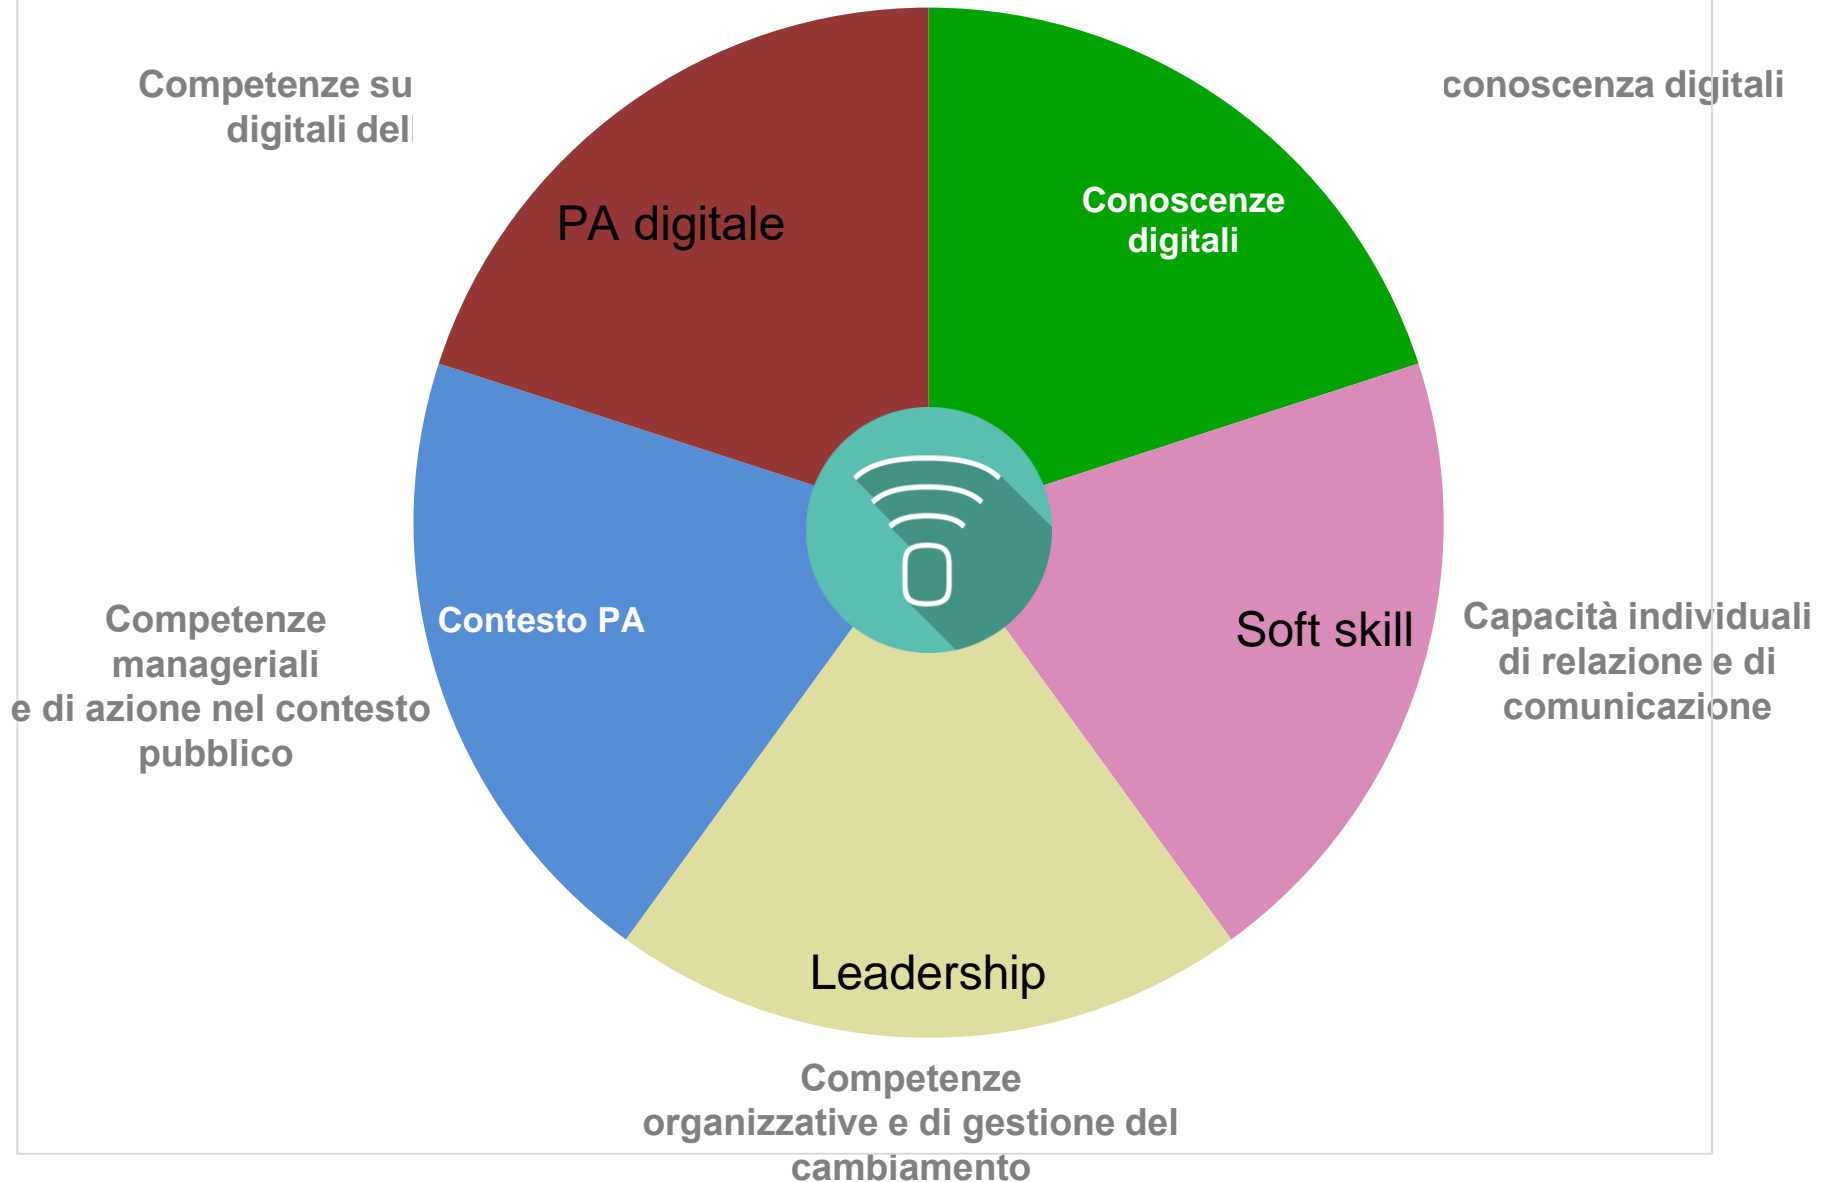 Competenze su
digitali del
conoscenza digitali
PA digitale
Conoscenze
digitali
Contesto PA
Competenze
manageriali
e di azione nel contesto
pubblico
Soft skill
Capacità individuali
di relazione e di
comunicazione
Leadership
Competenze
organizzative e di gestione del
cambiamento